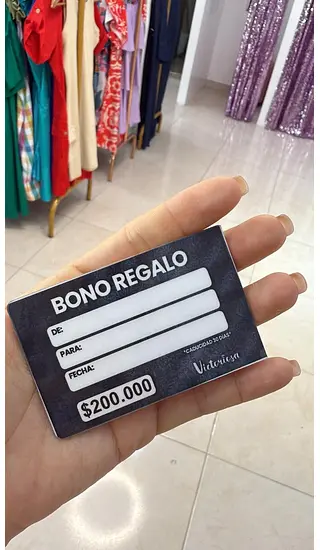 BONO REGALO
DE:
PARA:
FECHA:
*CADUCIDAD 30 DIAS*
$200.000
Victoriosa